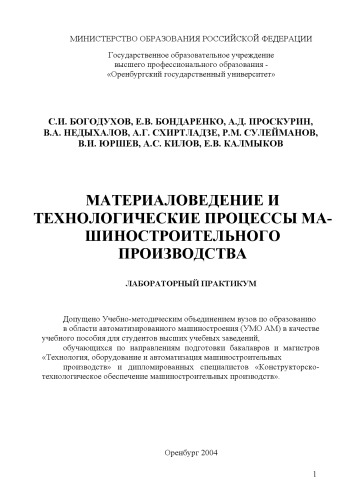 МИНИСТЕРСТВО ОБРАЗОВАНИЯ РОССИЙСКОЙ ФЕДЕРАЦИИ
Государственное образовательное учреждение
высшего профессионального образования -
«Оренбургский государственный университет»
С.И. БОГОДУХОВ, Е.В. БОНДАРЕНКО, А.Д. ПРОСКУРИН,
В.А. НЕДЫХАЛОВ, А.Г. СХИРТЛАДЗЕ, Р.М. СУЛЕЙМАНОВ,
В.И. ЮРШЕВ, А.С. КИЛОВ, Е.В. КАЛМЫКОВ
МАТЕРИАЛОВЕДЕНИЕ И
ТЕХНОЛОГИЧЕСКИЕ ПРОЦЕССЫ МА-
ШИНОСТРОИТЕЛЬНОГО
ПРОИЗВОДСТВА
ЛАБОРАТОРНЫЙ ПРАКТИКУМ
Допущено Учебно-методическим объединением вузов по образованию
в области автоматизированного машиностроения (УМО АМ) в качестве
учебного пособия для студентов высших учебных заведений,
обучающихся по направлениям подготовки бакалавров и магистров
«Технология, оборудование и автоматизация машиностроительных
производств» и дипломированных специалистов «Конструкторско-
технологическое обеспечение машиностроительных производств».
Оренбург 2004
1